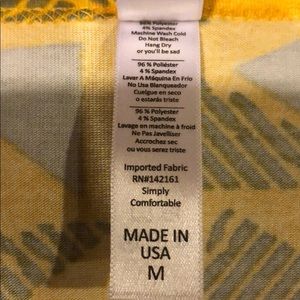 96% Polyester
4% Spandex
Machine Wash Cold
Do Not Bleach
Hang Dry
or you'll be sad
96 % Poliéster
4 % Spandex
Lavar A Máquina En Frío
No Usa Blanqueador
Cuelgue en seco
o estarás triste
96 % Polyester
4 % Spandex
Lavage en machine à froid
Ne Pas Javelliser
Accrochez sec
ou vous serez triste
Imported Fabric
RN#142161
Simply
Comfortable
MADE IN
USA
M